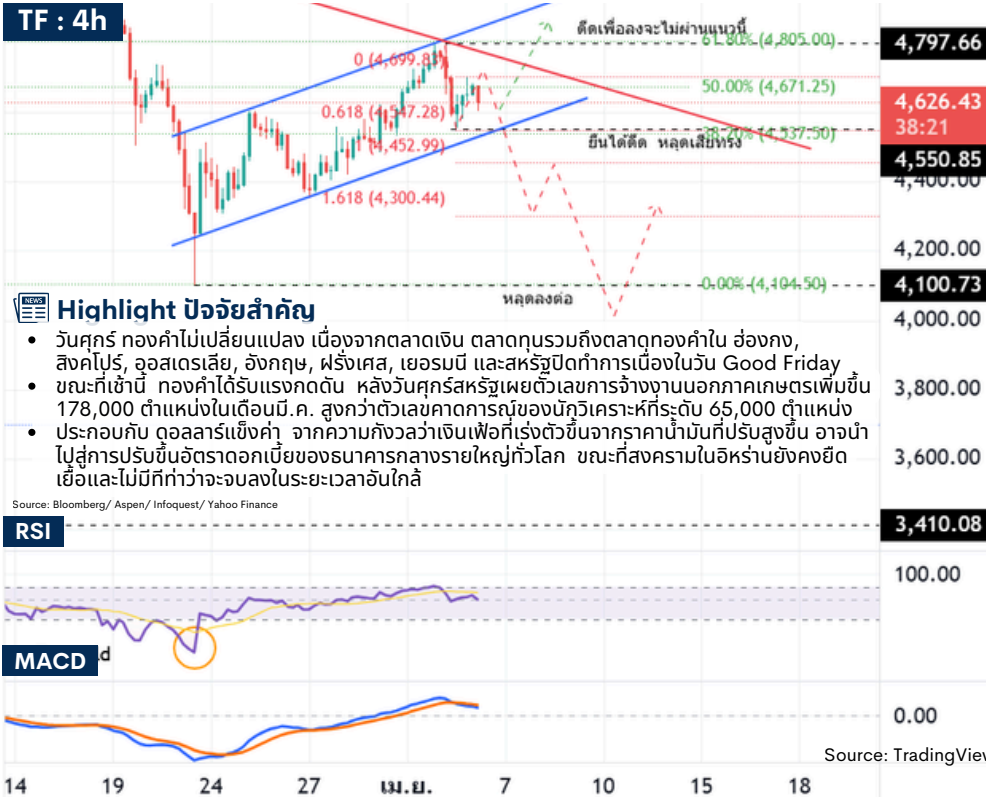 TF : 4h
ดีดเพื่อลงจะไม่ผ่านแนวนี้
61.80% (4,805.00)
4,797.66
0 (4,699.83)
50.00% (4,671.25)
4,626.43
38:21
0.618 (4,547.28)
38.20% (4,537.50)
ยืนได้ดีด หลุดเสียทรง
4,550.85
(4,452.99)
4,400.00
1.618 (4,300.44)
4,200.00
0.00% (4,104.50)
4,100.73
หลุดลงต่อ
4,000.00
NEWS
Highlight ปัจจัยสำคัญ
• วันศุกร์ ทองคำไม่เปลี่ยนแปลง เนื่องจากตลาดเงิน ตลาดทุนรวมถึงตลาดทองคำใน ฮ่องกง,
สิงคโปร์, ออสเตรเลีย, อังกฤษ, ฝรั่งเศส, เยอรมนี และสหรัฐปิดทำการเนื่องในวัน Good Friday
• ขณะที่เช้านี้ ทองคำได้รับแรงกดดัน หลังวันศุกร์สหรัฐเผยตัวเลขการจ้างงานนอกภาคเกษตรเพิ่มขึ้น
178,000 ตำแหน่งในเดือนมี.ค. สูงกว่าตัวเลขคาดการณ์ของนักวิเคราะห์ที่ระดับ 65,000 ตำแหน่ง
• ประกอบกับ ดอลลาร์แข็งค่า จากความกังวลว่าเงินเฟ้อที่เร่งตัวขึ้นจากราคาน้ำมันที่ปรับสูงขึ้น อาจนำ
ไปสู่การปรับขึ้นอัตราดอกเบี้ยของธนาคารกลางรายใหญ่ทั่วโลก ขณะที่สงครามในอิหร่านยังคงยืด
เยื้อและไม่มีทีท่าว่าจะจบลงในระยะเวลาอันใกล้
3,800.00
3,600.00
Source: Bloomberg/ Aspen/ Infoquest/ Yahoo Finance
3,410.08
RSI
100.00
MACD
0.00
Source: TradingView
14 19 24 27 เม.ย. 7 10 15 18